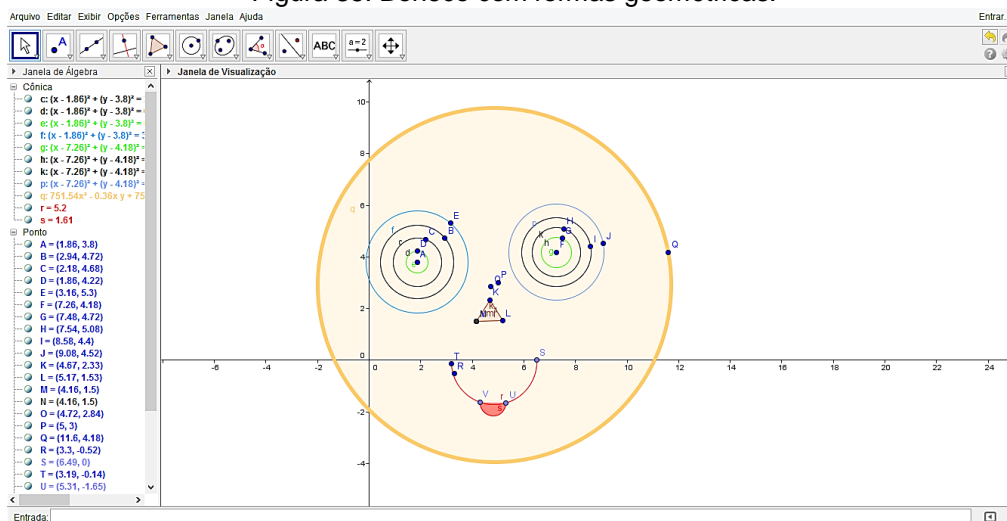 Figura 53: Boneco com formas geométricas.
Arquivo Editar Exibir Opções Ferramentas Janela Ajuda
Entrar...
A
ABC
a = 2
Janela de Álgebra
Janela de Visualização
Cônica
c: (x - 1.86)² + (y - 3.8)² =
d: (x - 1.86)² + (y - 3.8)² =
e: (x - 1.86)² + (y - 3.8)² =
f: (x - 1.86)² + (y - 3.8)² = 3
g: (x - 7.26)² + (y - 4.18)² =
h: (x - 7.26)² + (y - 4.18)² =
k: (x - 7.26)² + (y - 4.18)² =
p: (x - 7.26)² + (y - 4.18)² =
q: 751.54x² - 0.36x y + 75
r = 5.2
s = 1.61
Ponto
A = (1.86, 3.8)
B = (2.94, 4.72)
C = (2.18, 4.68)
D = (1.86, 4.22)
E = (3.16, 5.3)
F = (7.26, 4.18)
G = (7.48, 4.72)
H = (7.54, 5.08)
I = (8.58, 4.4)
J = (9.08, 4.52)
K = (4.67, 2.33)
L = (5.17, 1.53)
M = (4.16, 1.5)
N = (4.16, 1.5)
O = (4.72, 2.84)
P = (5, 3)
Q = (11.6, 4.18)
R = (3.3, -0.52)
S = (6.49, 0)
T = (3.19, -0.14)
U = (5.31, -1.65)
10
8
6
4
2
0
-2
-4
-6 -4 -2 0 2 4 6 8 10 12 14 16 18 20 22 24
q
f
c
d
e
E
B
C
D
A
p
k
h
g
H
G
F
I
J
Q
P
O
K
L
T
R
S
V
r
U
s
Entrada: